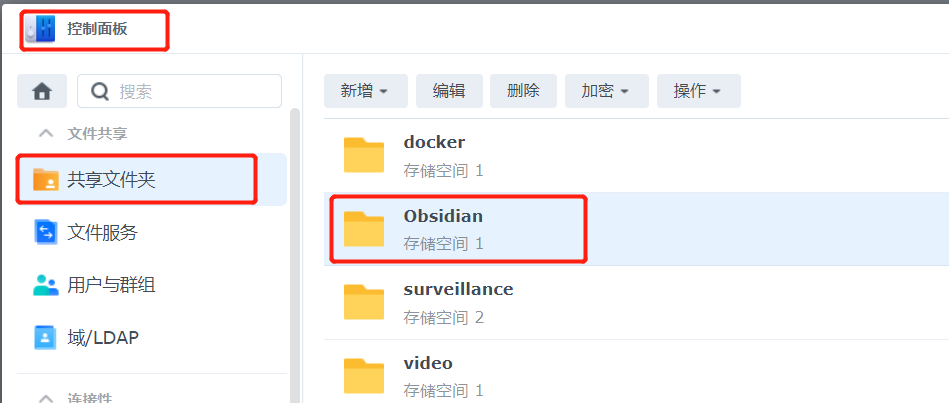 控制面板
搜索
文件共享
共享文件夹
文件服务
用户与群组
域/LDAP
连接性
新增 编辑 删除 加密 操作
docker
存储空间 1
Obsidian
存储空间 1
surveillance
存储空间 2
video
存储空间 1